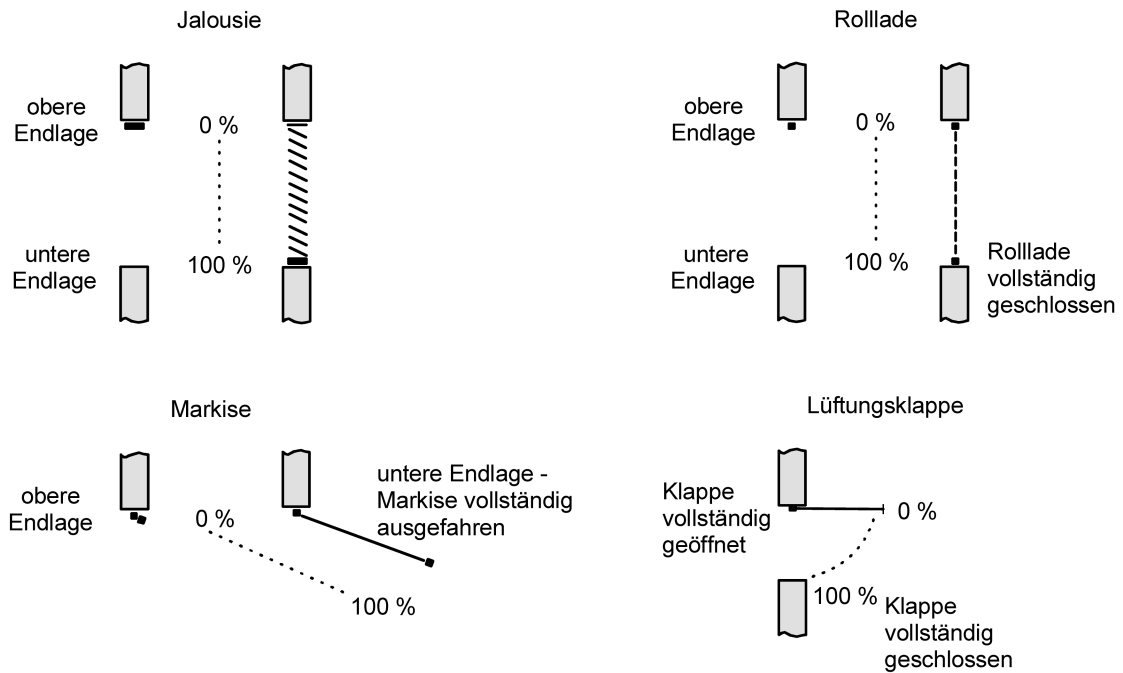 Jalousie
obere
Endlage
0 %
untere
Endlage
100 %
Rolllade
obere
Endlage
0 %
untere
Endlage
100 %
Rolllade
vollständig
geschlossen
Markise
obere
Endlage
0 %
100 %
untere Endlage -
Markise vollständig
ausgefahren
Lüftungsklappe
Klappe
vollständig
geöffnet
0 %
100 %
Klappe
vollständig
geschlossen